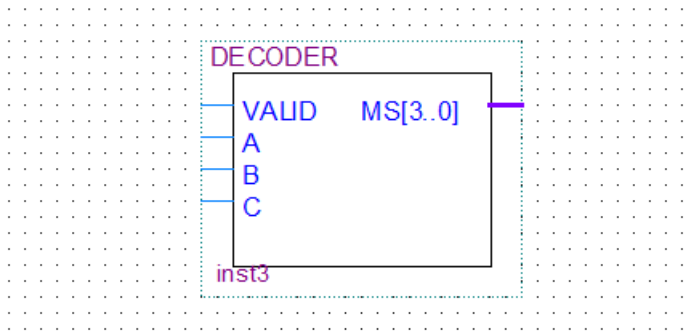 DECODER
VALID MS[3..0]
A
B
C
inst3